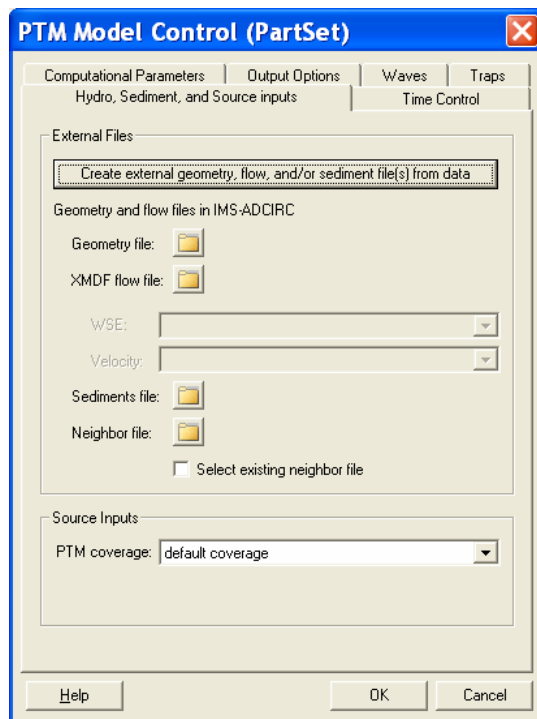 PTM Model Control (PartSet)
Computational Parameters Output Options Waves Traps
Hydro, Sediment, and Source inputs Time Control
External Files
Create external geometry, flow, and/or sediment file(s) from data
Geometry and flow files in IMS-ADCIRC
Geometry file:
XMDF flow file:
WSE:
Velocity:
Sediments file:
Neighbor file:
Select existing neighbor file
Source Inputs
PTM coverage: default coverage
Help OK Cancel